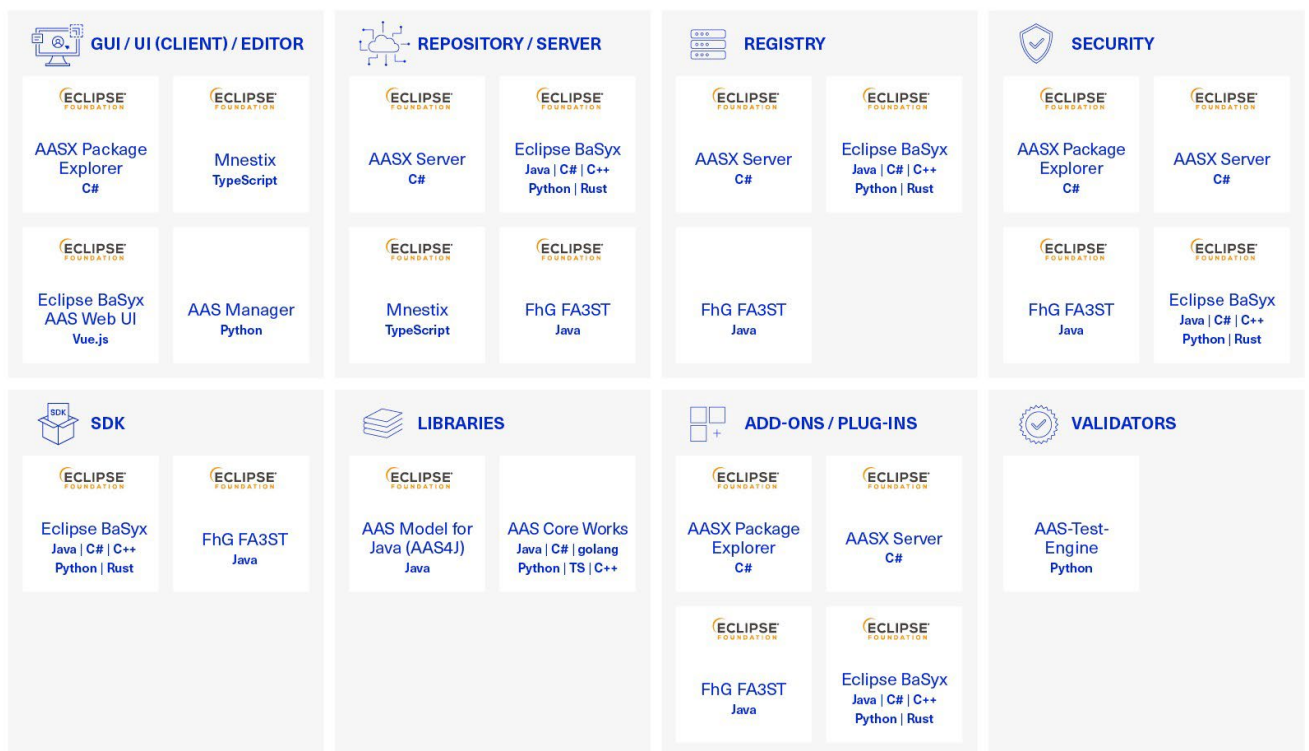 GUI / UI (CLIENT) / EDITOR
ECLIPSE
FOUNDATION
AASX Package
Explorer
C#
ECLIPSE
FOUNDATION
Mnestix
TypeScript
ECLIPSE
FOUNDATION
Eclipse BaSyx
AAS Web UI
Vue.js
AAS Manager
Python
REPOSITORY / SERVER
ECLIPSE
FOUNDATION
AASX Server
C#
ECLIPSE
FOUNDATION
Eclipse BaSyx
Java | C# | C++
Python | Rust
ECLIPSE
FOUNDATION
Mnestix
TypeScript
ECLIPSE
FOUNDATION
FhG FA3ST
Java
REGISTRY
ECLIPSE
FOUNDATION
AASX Server
C#
ECLIPSE
FOUNDATION
Eclipse BaSyx
Java | C# | C++
Python | Rust
FhG FA3ST
Java
SECURITY
ECLIPSE
FOUNDATION
AASX Package
Explorer
C#
ECLIPSE
FOUNDATION
AASX Server
C#
ECLIPSE
FOUNDATION
FhG FA3ST
Java
ECLIPSE
FOUNDATION
Eclipse BaSyx
Java | C# | C++
Python | Rust
SDK
SDK
ECLIPSE
FOUNDATION
Eclipse BaSyx
Java | C# | C++
Python | Rust
ECLIPSE
FOUNDATION
FhG FA3ST
Java
LIBRARIES
ECLIPSE
FOUNDATION
AAS Model for
Java (AAS4J)
Java
AAS Core Works
Java | C# | golang
Python | TS | C++
ADD-ONS / PLUG-INS
ECLIPSE
FOUNDATION
AASX Package
Explorer
C#
ECLIPSE
FOUNDATION
AASX Server
C#
ECLIPSE
FOUNDATION
FhG FA3ST
Java
ECLIPSE
FOUNDATION
Eclipse BaSyx
Java | C# | C++
Python | Rust
VALIDATORS
AAS-Test-
Engine
Python